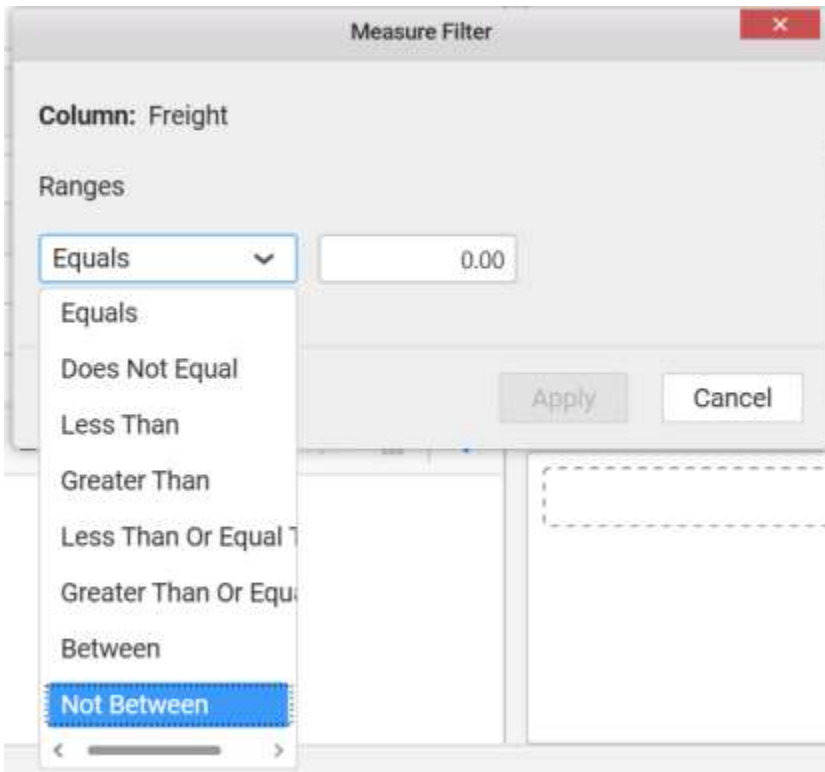 Measure Filter
Column: Freight
Ranges
Equals 0.00
Equals
Does Not Equal
Apply Cancel
Less Than
Greater Than
Less Than Or Equal
Greater Than Or Equ
Between
Not Between